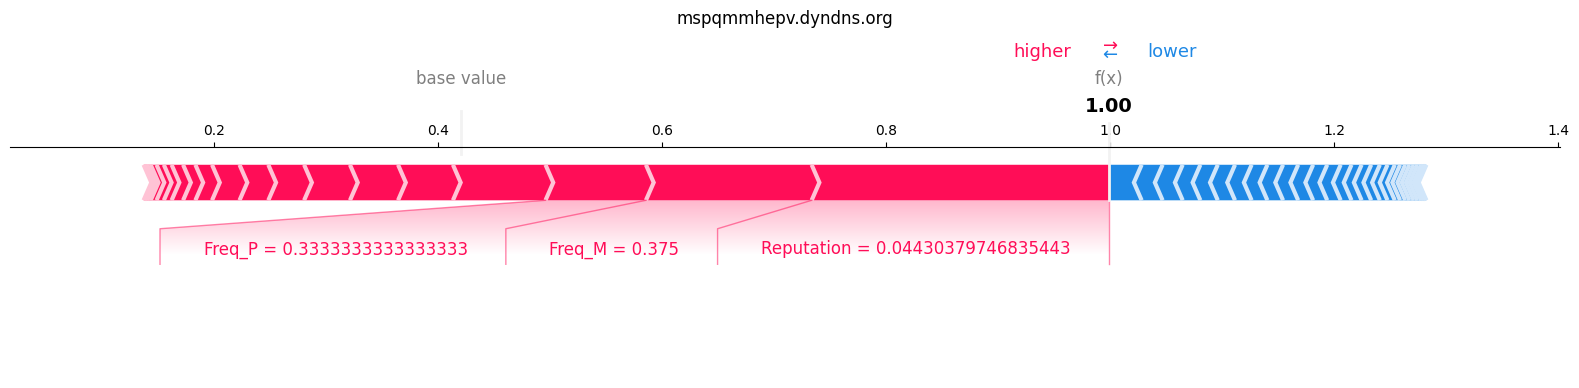 mspqmmhepv.dyndns.org
higher → ← lower
base value f(x)
1.00
0.2 0.4 0.6 0.8 1.0 1.2 1.4
Freq_P = 0.3333333333333333 Freq_M = 0.375 Reputation = 0.04430379746835443